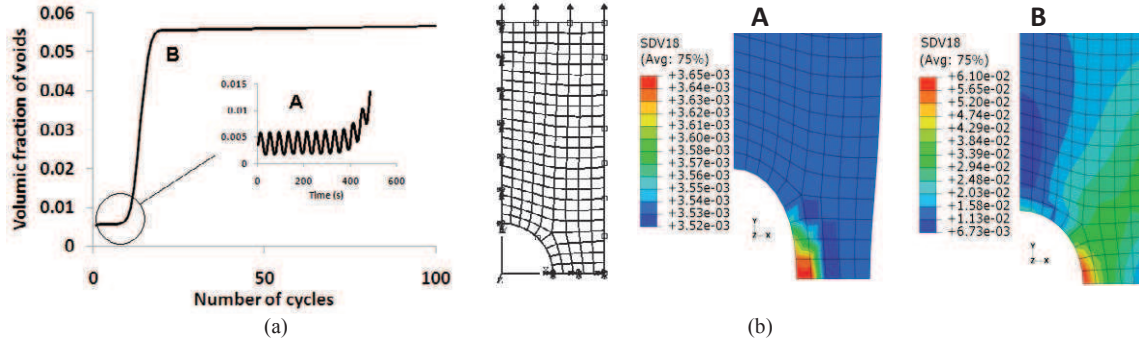 0.06
0.05
0.04
0.03
0.02
0.01
0
Volumic fraction of voids
B
A
0.015
0.01
0.005
0
0
200
400
600
Time (s)
0
50
100
Number of cycles
(a)
A
SDV18
(Avg: 75%)
+3.65e-03
+3.64e-03
+3.63e-03
+3.62e-03
+3.61e-03
+3.60e-03
+3.58e-03
+3.57e-03
+3.56e-03
+3.55e-03
+3.54e-03
+3.53e-03
+3.52e-03
Y
Z X
B
SDV18
(Avg: 75%)
+6.10e-02
+5.65e-02
+5.20e-02
+4.74e-02
+4.29e-02
+3.84e-02
+3.39e-02
+2.94e-02
+2.48e-02
+2.03e-02
+1.58e-02
+1.13e-02
+6.73e-03
Y
Z X
(b)